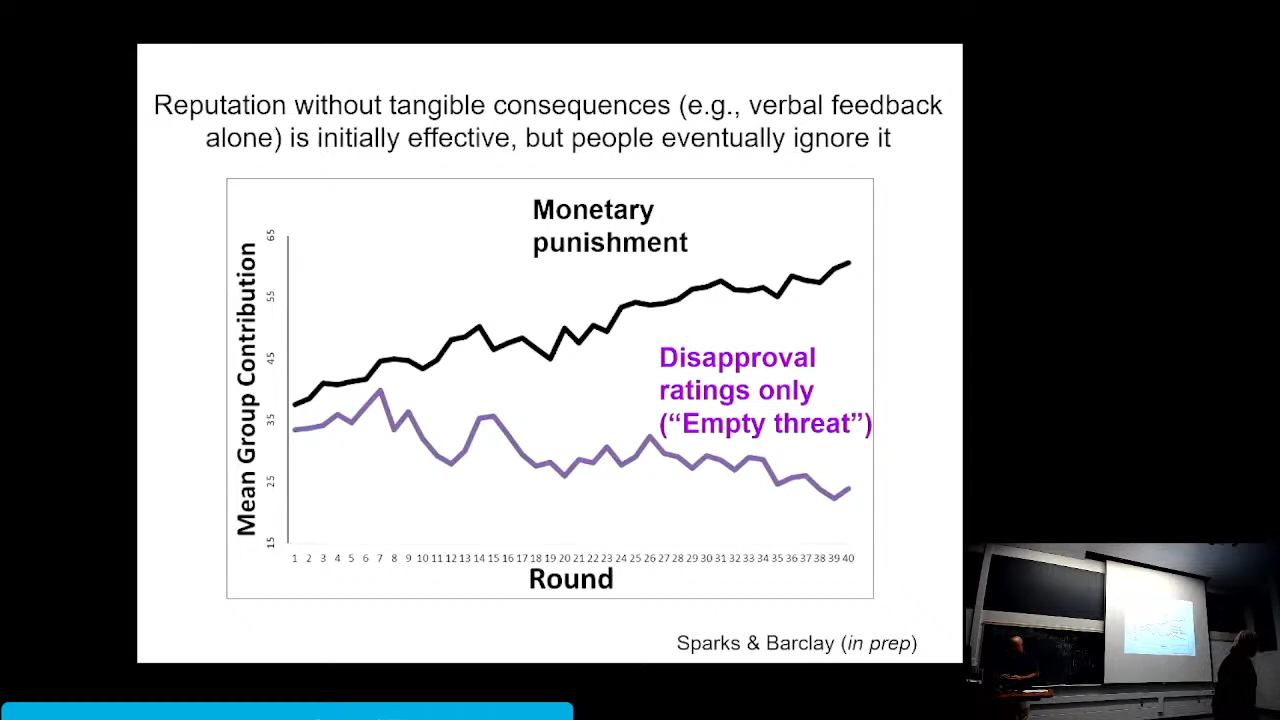 Reputation without tangible consequences (e.g., verbal feedback
alone) is initially effective, but people eventually ignore it
Monetary
punishment
Disapproval
ratings only
(“Empty threat”)
Mean Group Contribution
65
55
45
35
25
15
1 2 3 4 5 6 7 8 9 10 11 12 13 14 15 16 17 18 19 20 21 22 23 24 25 26 27 28 29 30 31 32 33 34 35 36 37 38 39 40
Round
Sparks & Barclay (in prep)